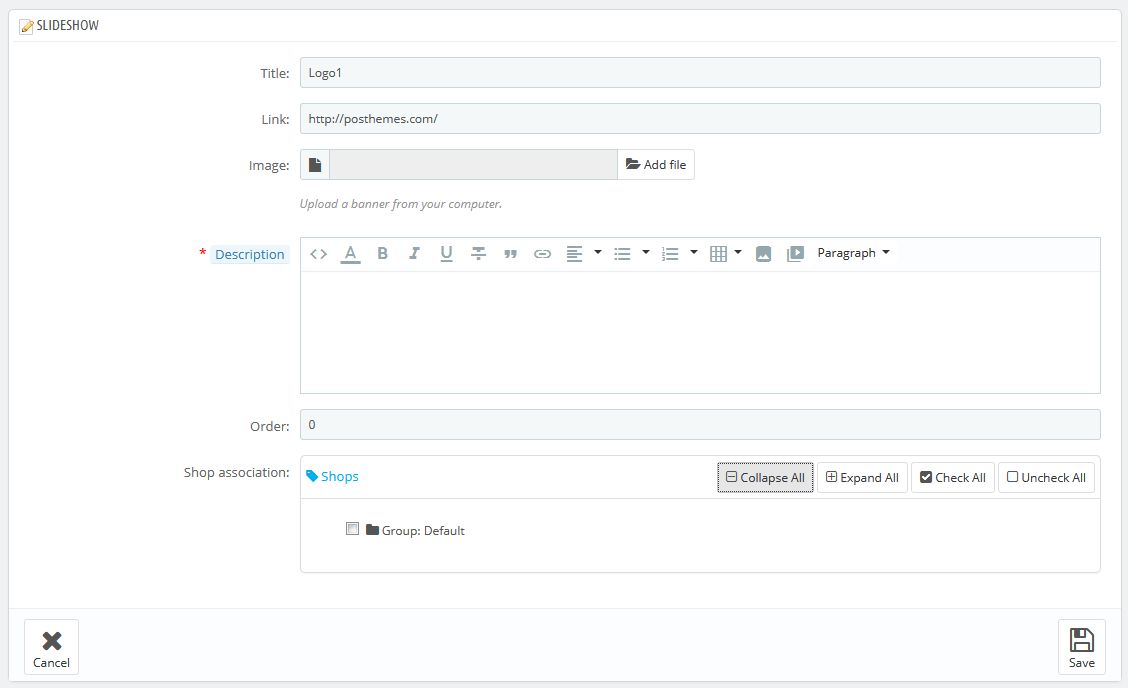 SLIDESHOW
Title: Logo1
Link: http://posthemes.com/
Image: Add file
Upload a banner from your computer.
* Description A B I U Paragraph
Order: 0
Shop association: Shops Collapse All Expand All Check All Uncheck All
Group: Default
Cancel Save